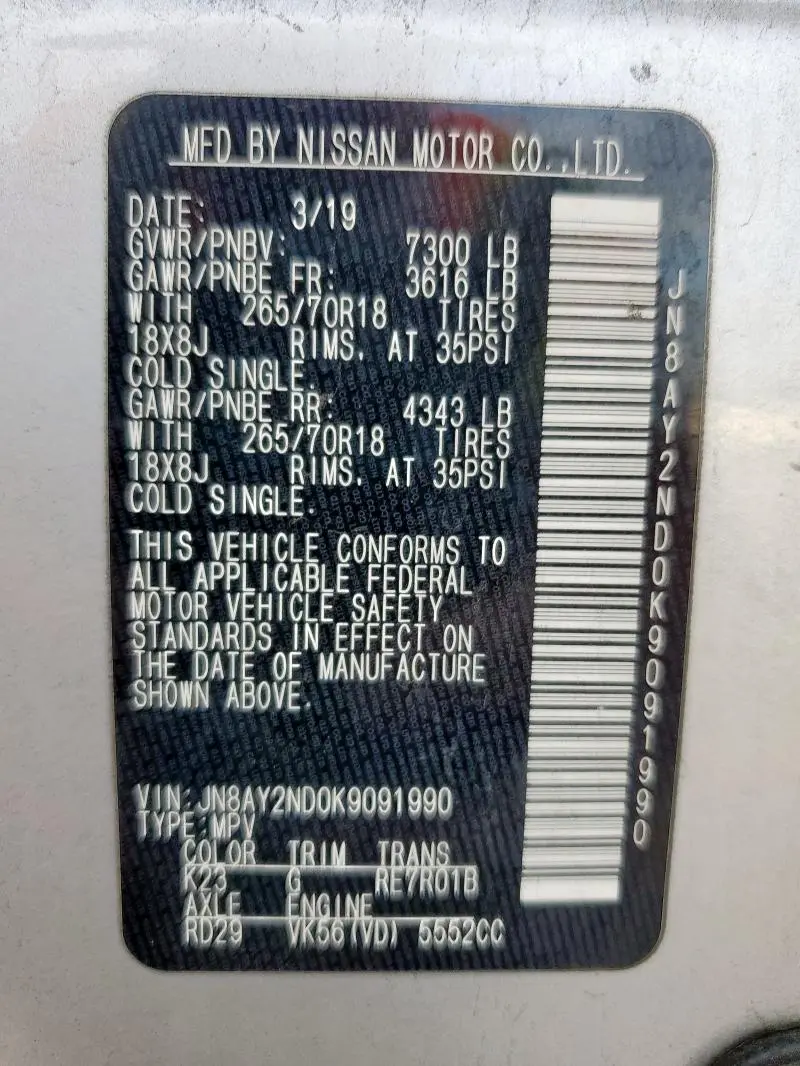 MFD BY NISSAN MOTOR CO.,LTD.
DATE: 3/19
GVWR/PNBV: 7300 LB
GAWR/PNBE FR: 3616 LB
WITH 265/70R18 TIRES
18X8J RIMS. AT 35PSI
COLD SINGLE.
GAWR/PNBE RR: 4343 LB
WITH 265/70R18 TIRES
18X8J RIMS. AT 35PSI
COLD SINGLE.
THIS VEHICLE CONFORMS TO
ALL APPLICABLE FEDERAL
MOTOR VEHICLE SAFETY
STANDARDS IN EFFECT ON
THE DATE OF MANUFACTURE
SHOWN ABOVE.
VIN:JN8AY2ND0K9091990
TYPE:MPV
COLOR TRIM TRANS
K23 G RE7R01B
AXLE ENGINE
RD29 VK56(VD) 5552CC
JN8AY2ND0K9091990